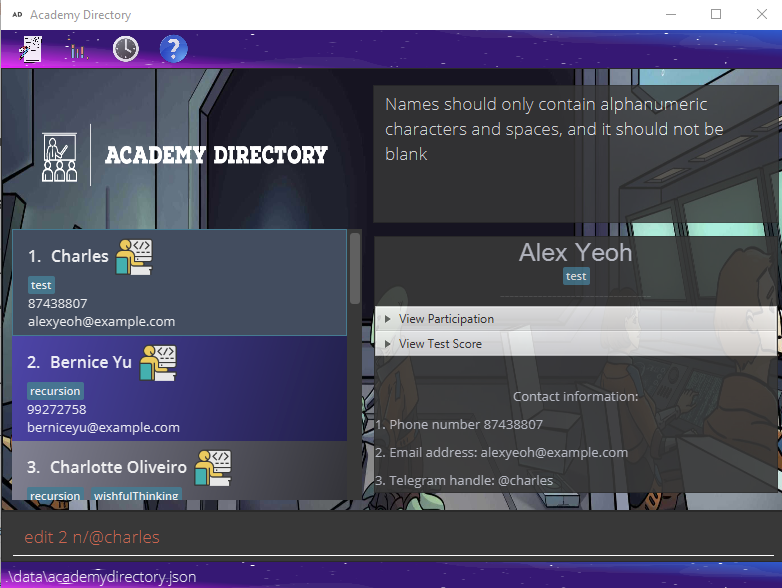 AD Academy Directory
?
ACADEMY DIRECTORY
Names should only contain alphanumeric
characters and spaces, and it should not be
blank
1. Charles
test
87438807
alexyeoh@example.com
2. Bernice Yu
recursion
99272758
berniceyu@example.com
3. Charlotte Oliveiro
recursion wishfulThinking
Alex Yeoh
test
View Participation
View Test Score
Contact information:
1. Phone number 87438807
2. Email address: alexyeoh@example.com
3. Telegram handle: @charles
edit 2 n/@charles
.\data\academydirectory.json